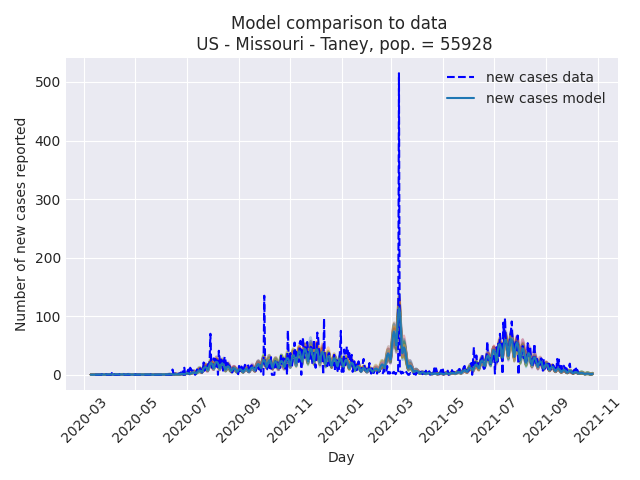 Model comparison to data
US - Missouri - Taney, pop. = 55928
new cases data
new cases model
Number of new cases reported
500
400
300
200
100
0
2020-03
2020-05
2020-07
2020-09
2020-11
2021-01
2021-03
2021-05
2021-07
2021-09
2021-11
Day